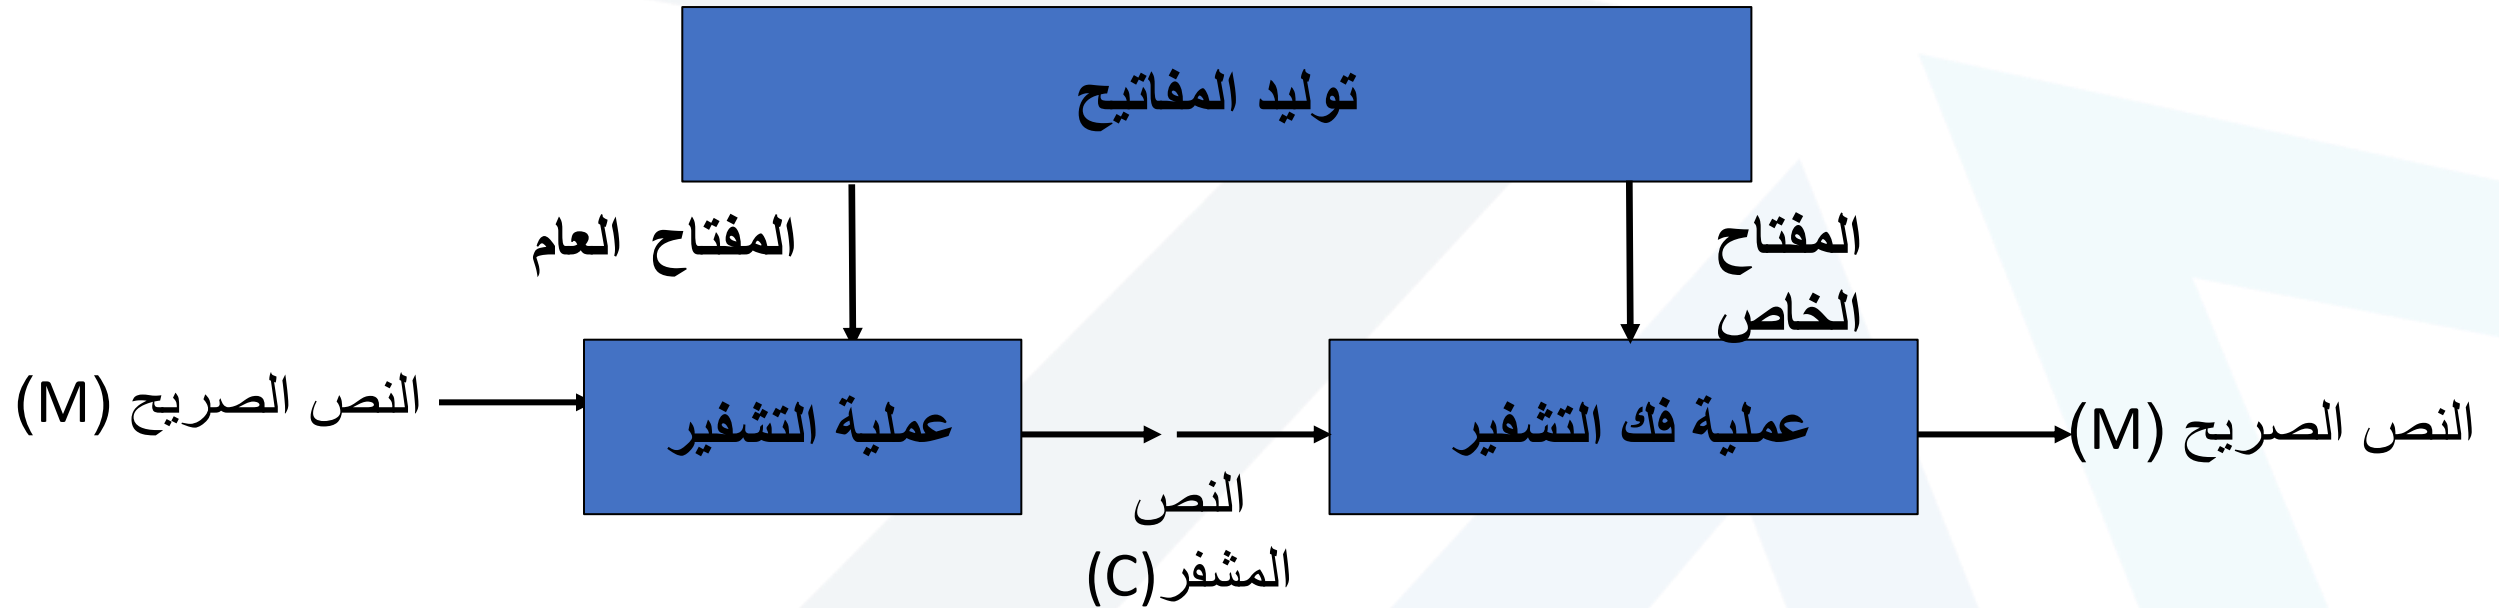 توليد المفاتيح
المفتاح العام
المفتاح
الخاص
النص الصريح (M)
عملية التشفير
النص
المشفر(C)
عملية فك التشفير
النص الصريح (M)